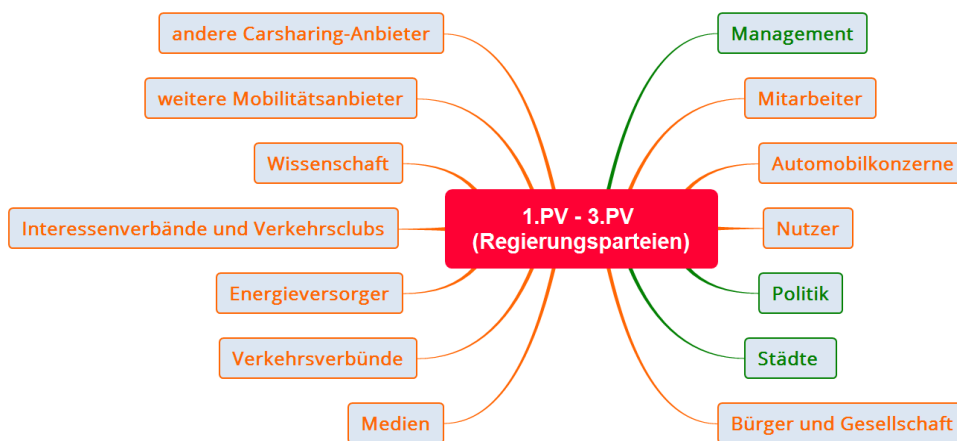 andere Carsharing-Anbieter
weitere Mobilitätsanbieter
Wissenschaft
Interessenverbände und Verkehrsclubs
Energieversorger
Verkehrsverbünde
Medien
1.PV - 3.PV
(Regierungsparteien)
Management
Mitarbeiter
Automobilkonzerne
Nutzer
Politik
Städte
Bürger und Gesellschaft